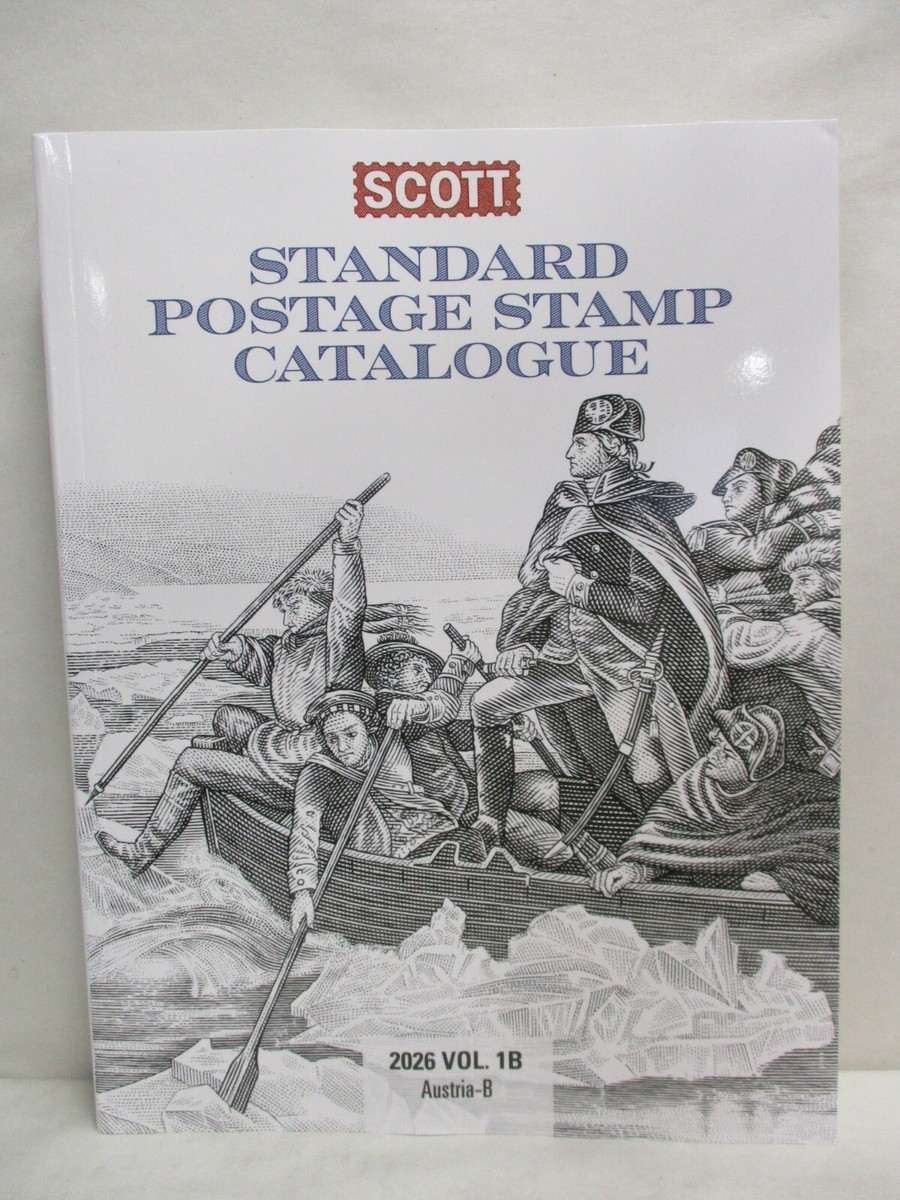 SCOTT
STANDARD
POSTAGE STAMP
CATALOGUE
2026 VOL. 1B
Austria-B